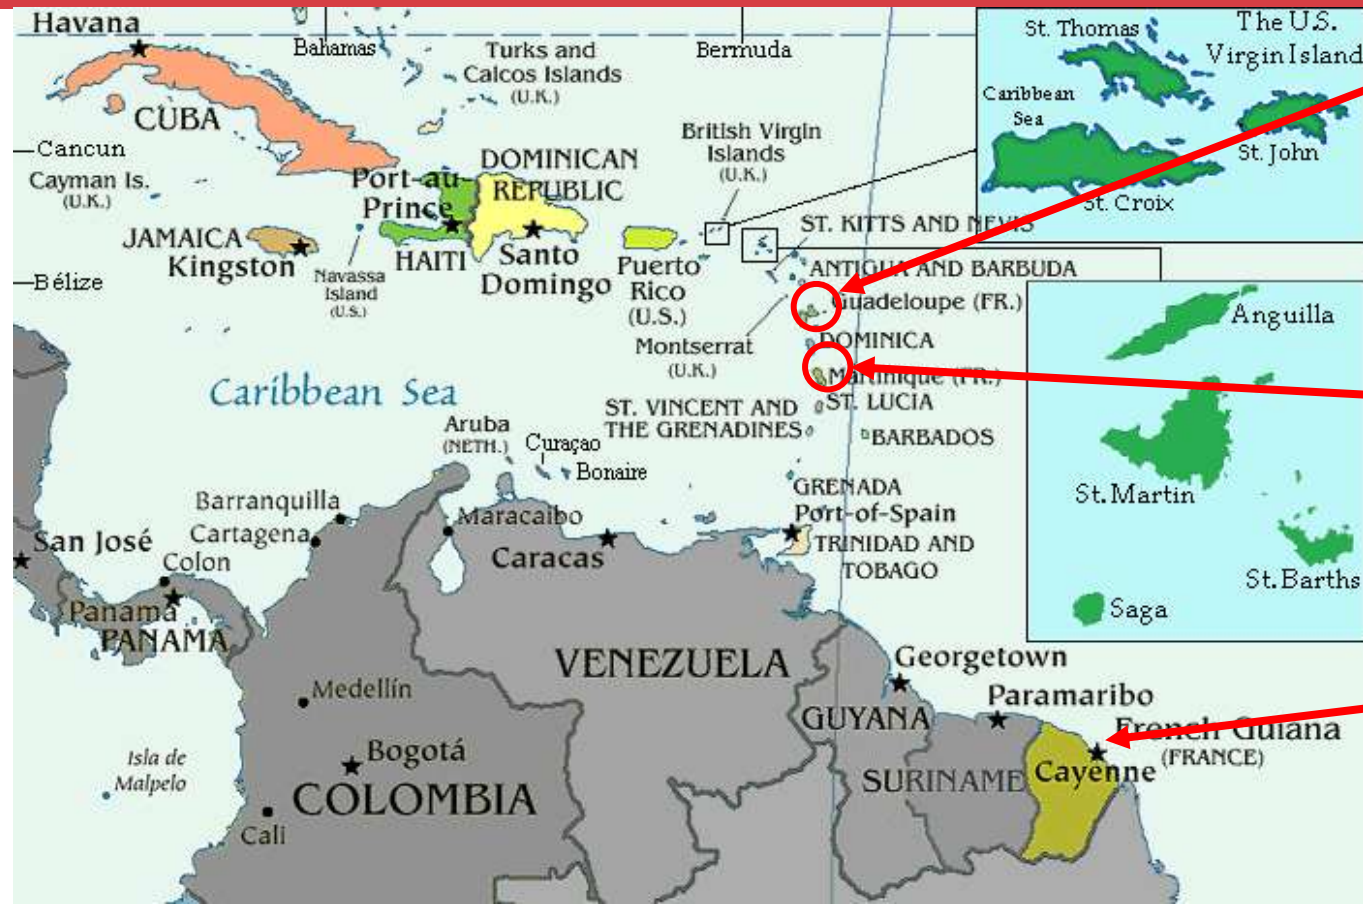 Havana
Bahamas
Turks and
Calcos Islands
(U.K.)
Bermuda
St. Thomas
The U.S.
Virgin Island
Caribbean
Sea
St. John
St. Croix
CUBA
Cancun
Cayman Is.
(U.K.)
British Virgin
Islands
(U.K.)
DOMINICAN
REPUBLIC
Port-au-
Prince
JAMAICA
Kingston
HAITI
Santo
Domingo
Navassa
Island
(U.S.)
Puerto
Rico
(U.S.)
ST. KITTS AND NEVIS
ANTIGUA AND BARBUDA
Bélize
Guadeloupe (FR.)
Montserrat
(U.K.)
DOMINICA
Martinique (FR.)
Anguilla
Caribbean Sea
ST. VINCENT AND
THE GRENADINES
ST. LUCIA
BARBADOS
Aruba
(NETH.)
Curaçao
Bonaire
St. Martin
GRENADA
Port-of-Spain
TRINIDAD AND
TOBAGO
Barranquilla
Cartagena
Maracaibo
Caracas
San José
Colon
Panama
PANAMA
St. Barths
Saga
VENEZUELA
Georgetown
Paramaribo
Medellín
GUYANA
French Guiana
(FRANCE)
Isla de
Malpelo
Bogotá
SURINAME
Cayenne
COLOMBIA
Cali